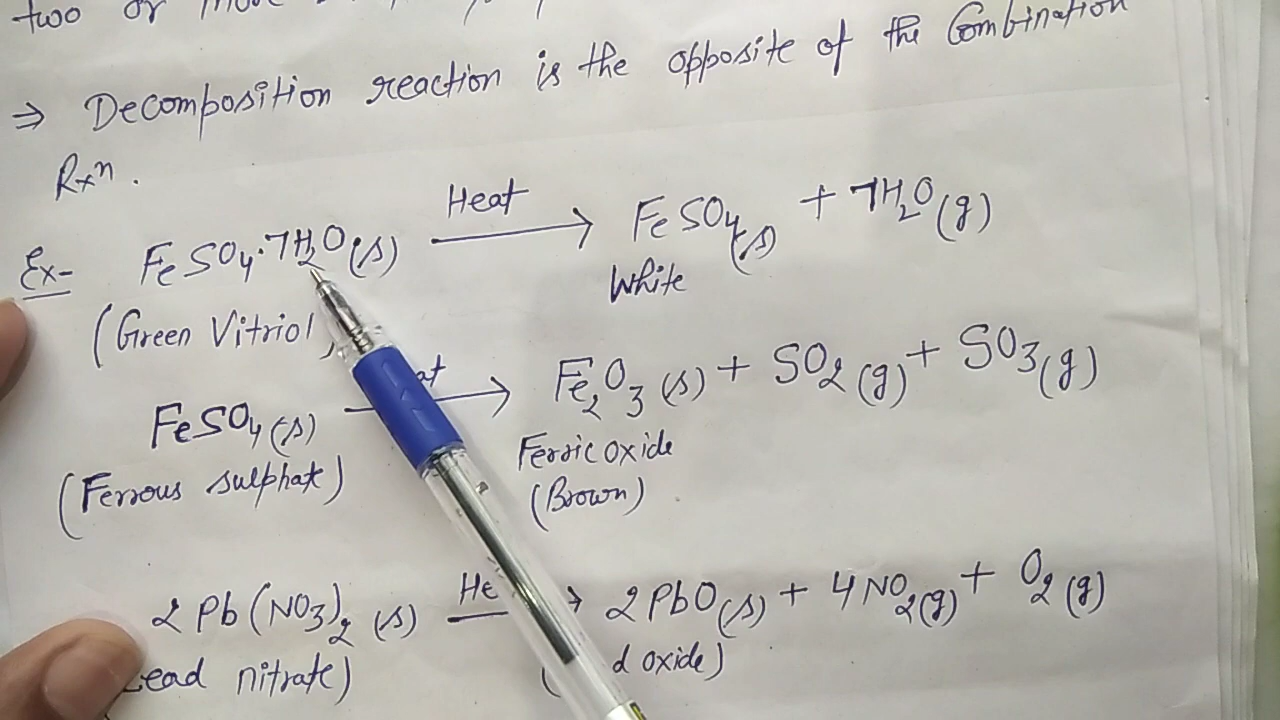 two or
⇒ Decomposition reaction is the opposite of the Combination
Rxⁿ.
Ex- FeSO₄·7H₂O(s) Heat → FeSO₄(s) + 7H₂O(g)
(Green Vitriol White
FeSO₄(s) → Fe₂O₃(s) + SO₂(g) + SO₃(g)
(Ferrous sulphate) Ferric oxide
(Brown)
2Pb(NO₃)₂(s) → 2PbO(s) + 4NO₂(g) + O₂(g)
nitrate) oxide)